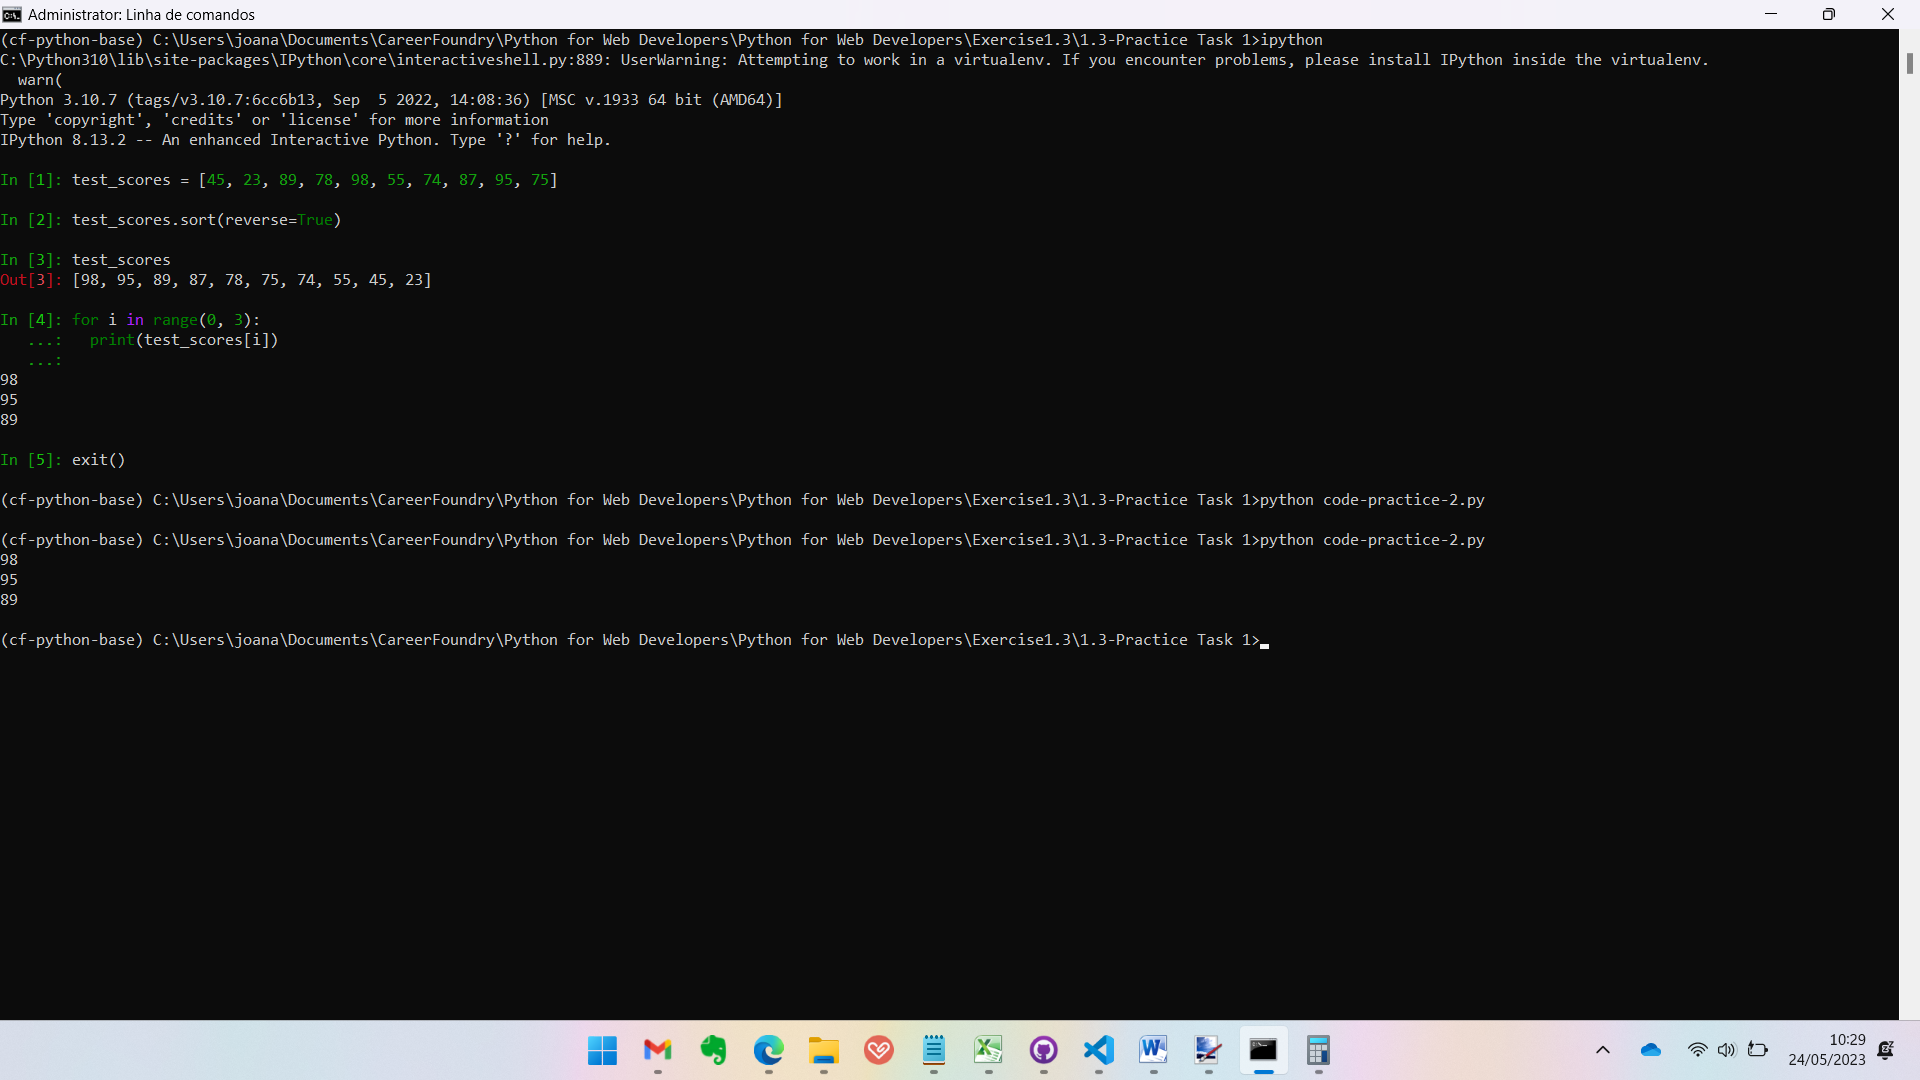 Administrator: Linha de comandos
(cf-python-base) C:\Users\joana\Documents\CareerFoundry\Python for Web Developers\Python for Web Developers\Exercise1.3\1.3-Practice Task 1>ipython
C:\Python310\lib\site-packages\IPython\core\interactiveshell.py:889: UserWarning: Attempting to work in a virtualenv. If you encounter problems, please install IPython inside the virtualenv.
  warn(
Python 3.10.7 (tags/v3.10.7:6cc6b13, Sep  5 2022, 14:08:36) [MSC v.1933 64 bit (AMD64)]
Type 'copyright', 'credits' or 'license' for more information
IPython 8.13.2 -- An enhanced Interactive Python. Type '?' for help.
In [1]: test_scores = [45, 23, 89, 78, 98, 55, 74, 87, 95, 75]
In [2]: test_scores.sort(reverse=True)
In [3]: test_scores
Out[3]: [98, 95, 89, 87, 78, 75, 74, 55, 45, 23]
In [4]: for i in range(0, 3):
   ...:   print(test_scores[i])
   ...:
98
95
89
In [5]: exit()
(cf-python-base) C:\Users\joana\Documents\CareerFoundry\Python for Web Developers\Python for Web Developers\Exercise1.3\1.3-Practice Task 1>python code-practice-2.py
(cf-python-base) C:\Users\joana\Documents\CareerFoundry\Python for Web Developers\Python for Web Developers\Exercise1.3\1.3-Practice Task 1>python code-practice-2.py
98
95
89
(cf-python-base) C:\Users\joana\Documents\CareerFoundry\Python for Web Developers\Python for Web Developers\Exercise1.3\1.3-Practice Task 1>
10:29
24/05/2023